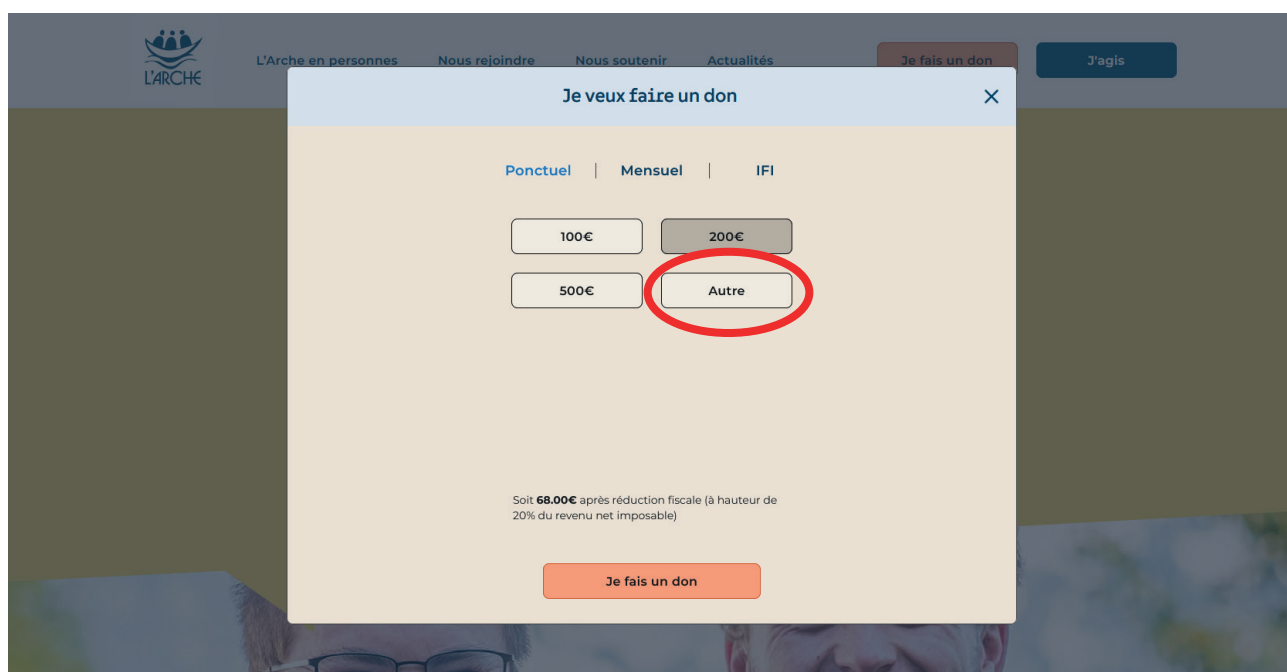 L'ARCHE
L'Arche en personnes Nous rejoindre Nous soutenir Actualités Je fais un don J'agis
Je veux faire un don
Ponctuel | Mensuel | IFI
100€ 200€
500€ Autre
Soit 68.00€ après réduction fiscale (à hauteur de
20% du revenu net imposable)
Je fais un don